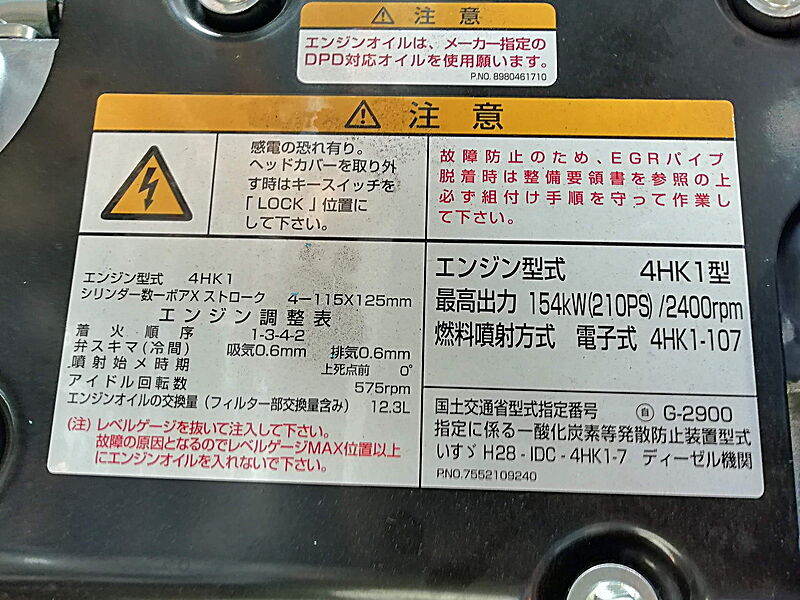 注意
エンジンオイルは、メーカー指定の
DPD対応オイルを使用願います。
P.NO. 8980461710
注意
感電の恐れ有り。
ヘッドカバーを取り外
す時はキースイッチを
「LOCK」位置に
して下さい。
故障防止のため、EGRパイプ
脱着時は整備要領書を参照の上
必ず組付け手順を守って作業し
て下さい。
エンジン型式 4HK1
シリンダー数ーボアX ストローク 4ー115X125mm
エンジン調整表
着火順序 1-3-4-2
弁スキマ(冷間) 吸気0.6mm 排気0.6mm
噴射始メ時期 上死点前 0°
アイドル回転数 575rpm
エンジンオイルの交換量 (フィルター部交換量含み) 12.3L
(注) レベルゲージを抜いて注入して下さい。
故障の原因となるのでレベルゲージMAX位置以上
にエンジンオイルを入れないで下さい。
エンジン型式 4HK1型
最高出力 154kW(210PS) /2400rpm
燃料噴射方式 電子式 4HK1-107
国土交通省型式指定番号 自 G-2900
指定に係る一酸化炭素等発散防止装置型式
いすゞ H28 - IDC - 4HK1-7 ディーゼル機関
P.NO.7552109240